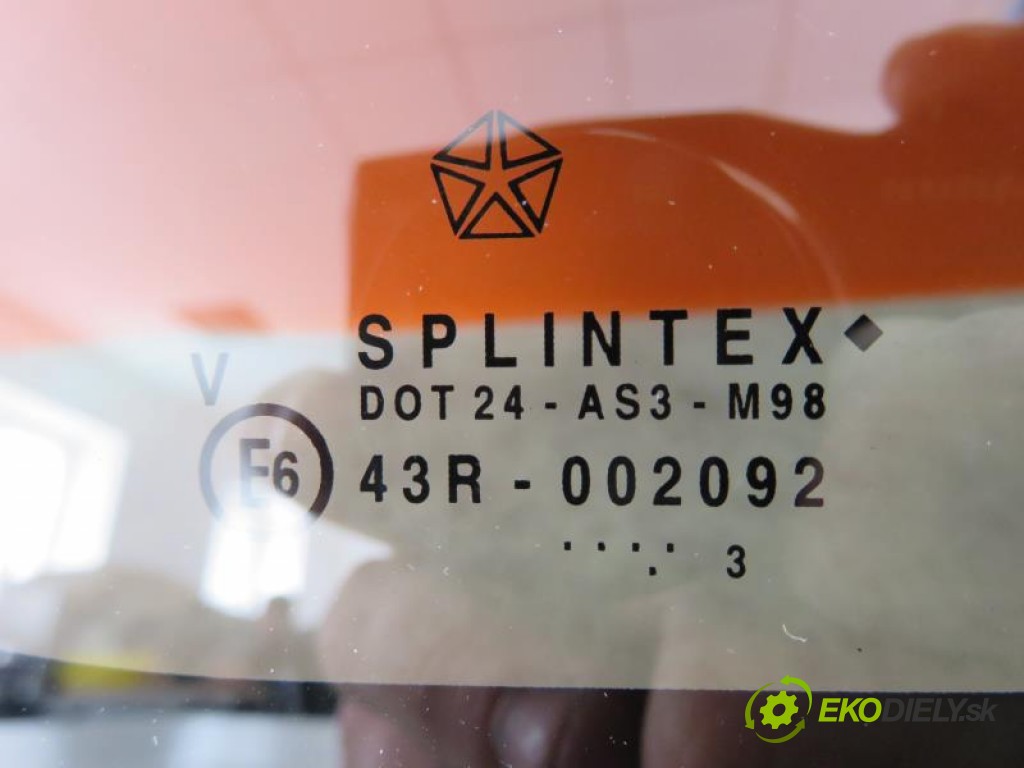 SPLINTEX
DOT 24 - AS3 - M98
V
E6
43R - 002092
3
EKODIELY.sk